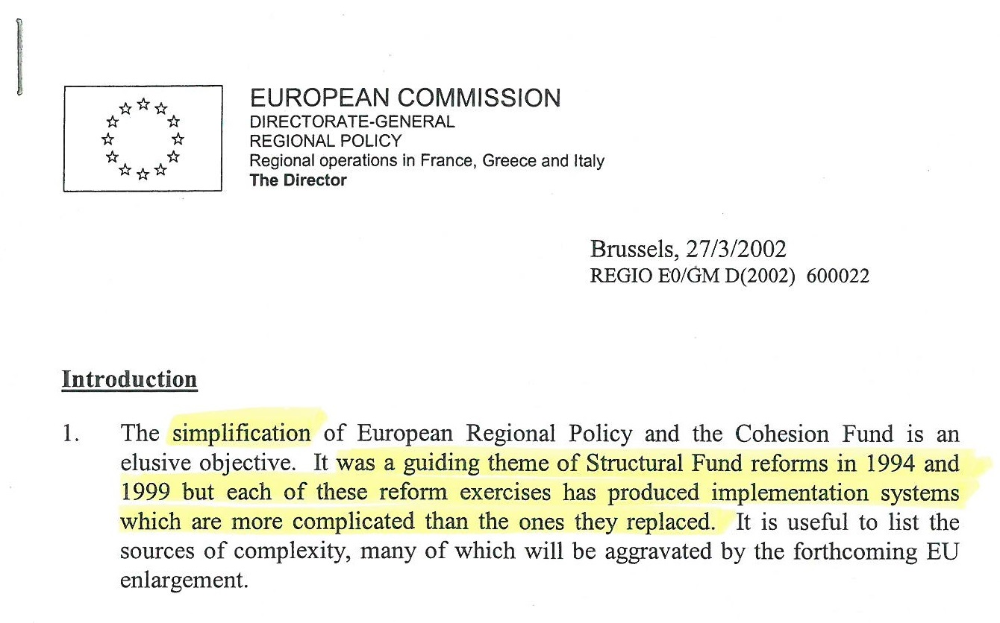 EUROPEAN COMMISSION
DIRECTORATE-GENERAL
REGIONAL POLICY
Regional operations in France, Greece and Italy
The Director
Brussels, 27/3/2002
REGIO E0/GM D(2002) 600022
Introduction
1. The simplification of European Regional Policy and the Cohesion Fund is an
elusive objective. It was a guiding theme of Structural Fund reforms in 1994 and
1999 but each of these reform exercises has produced implementation systems
which are more complicated than the ones they replaced. It is useful to list the
sources of complexity, many of which will be aggravated by the forthcoming EU
enlargement.